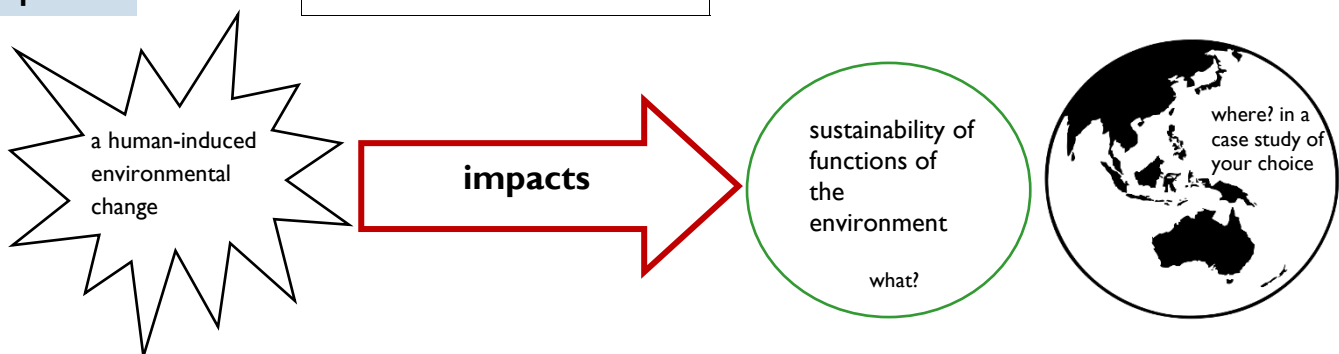 a human-induced
environmental
change
impacts
sustainability of
functions of
the
environment
what?
where? in a
case study of
your choice